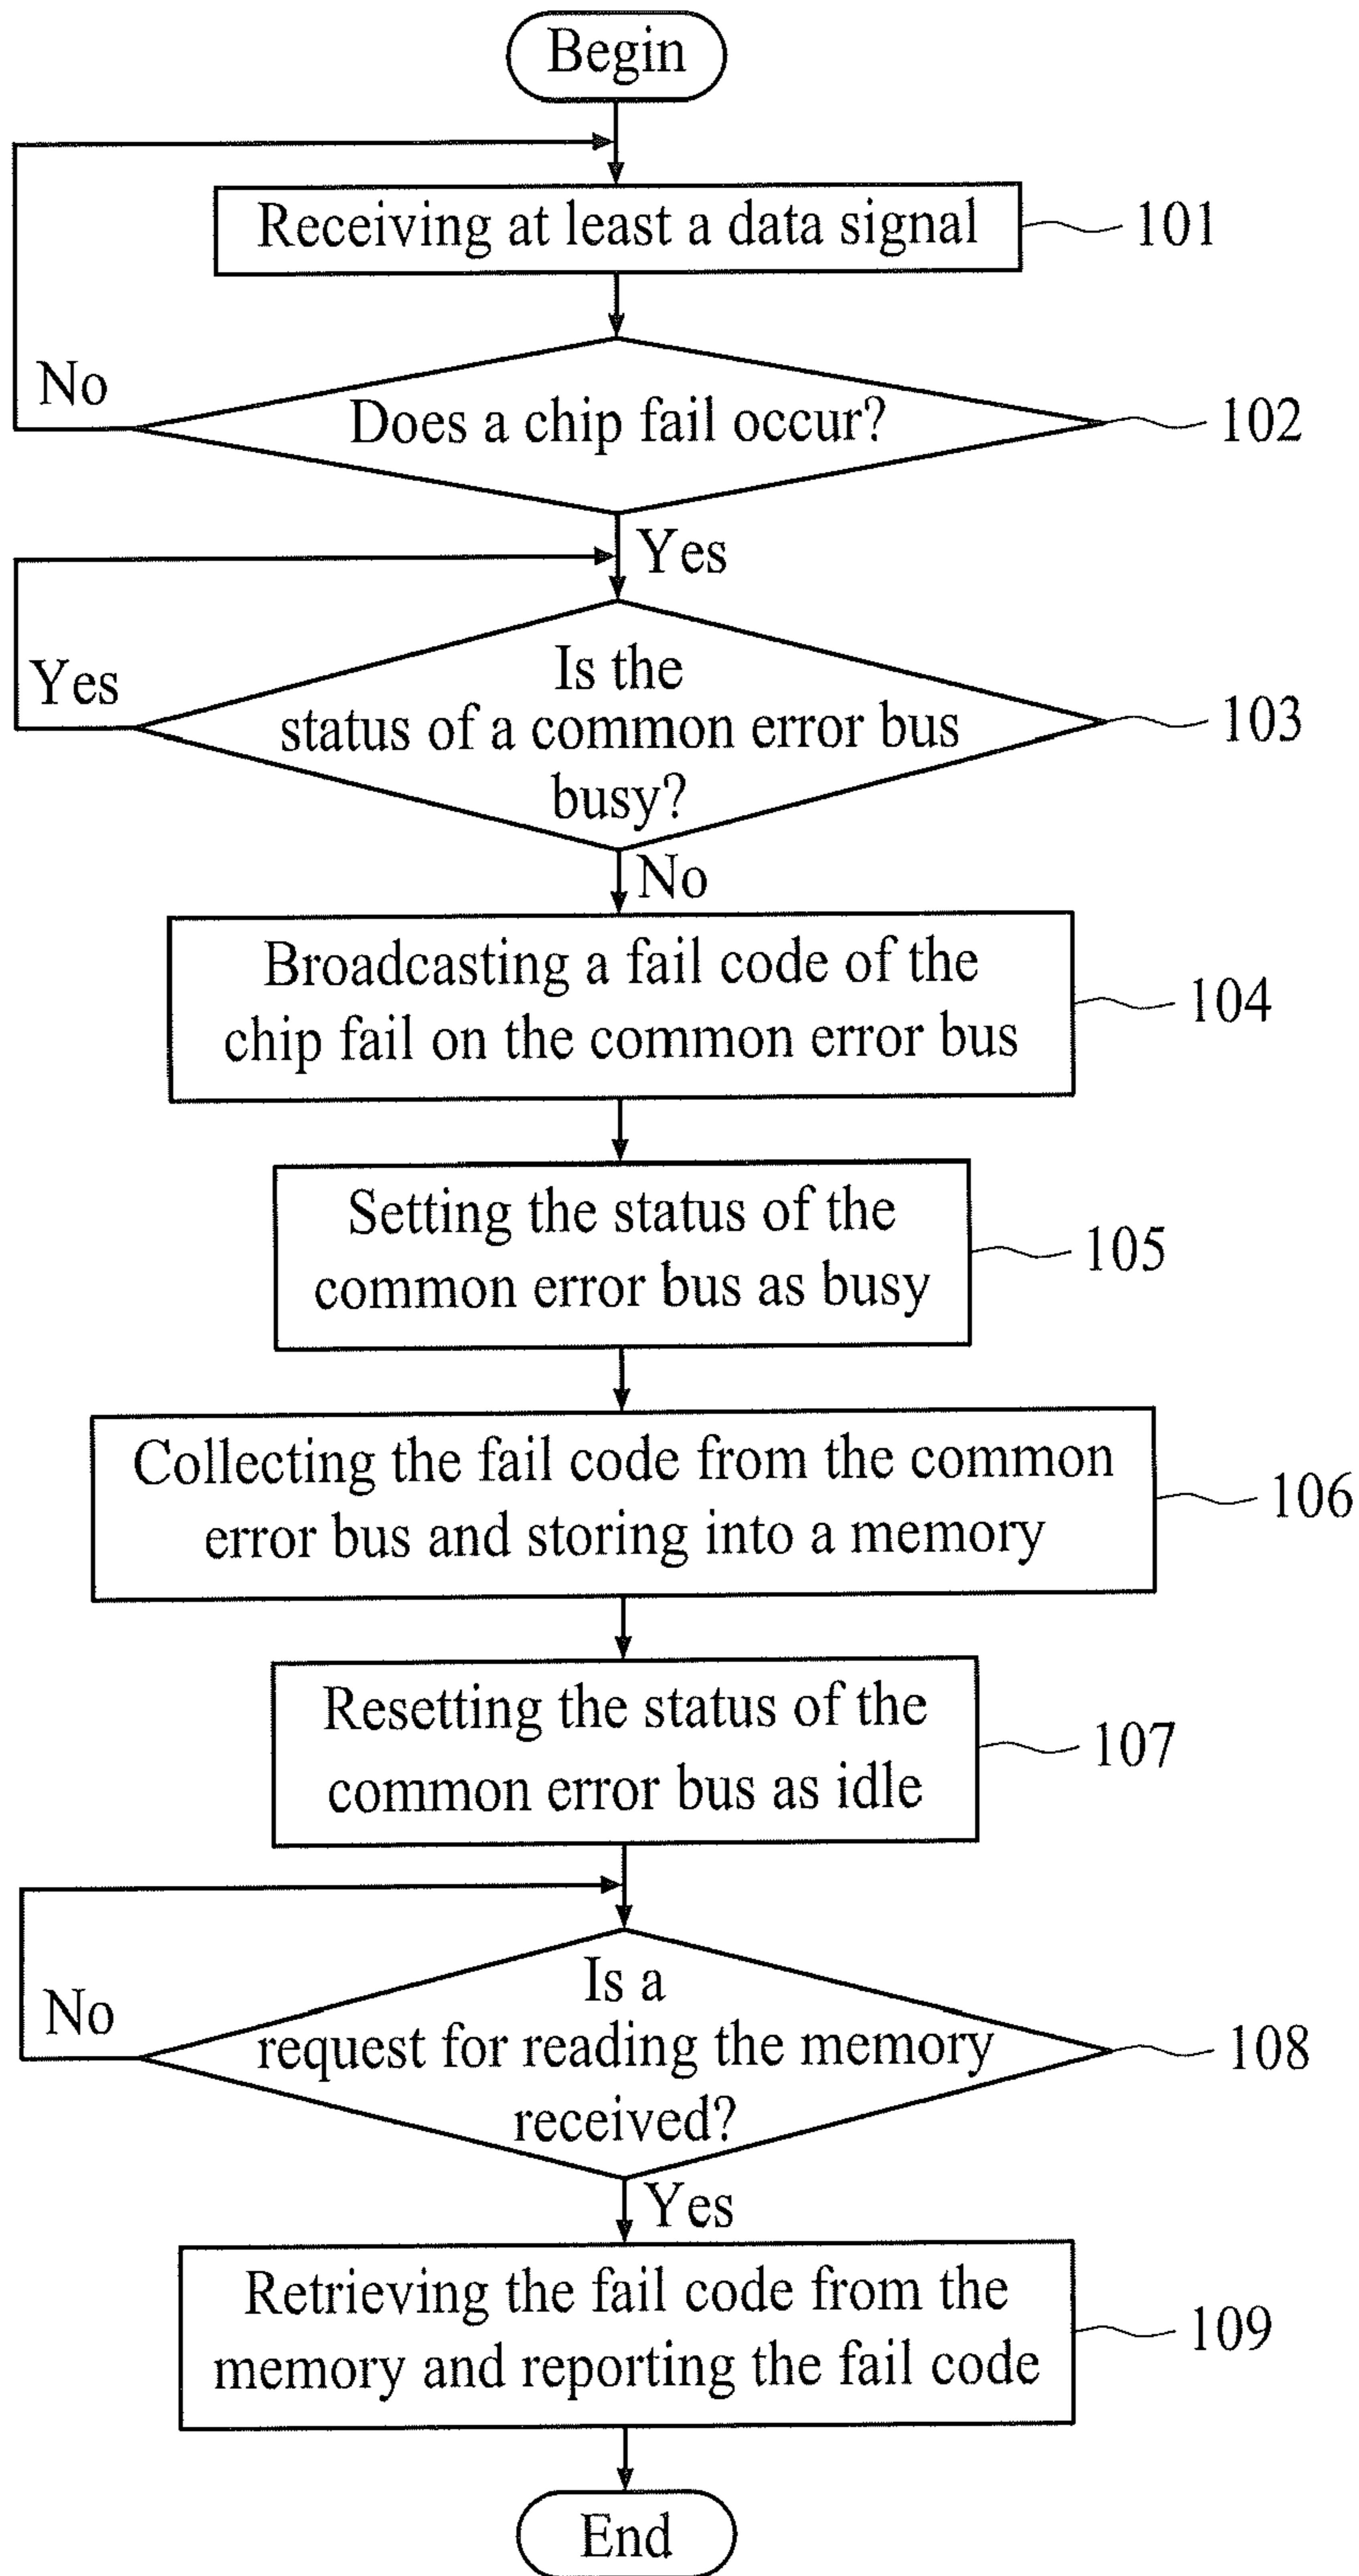 Begin
Receiving at least a data signal
101
No
Does a chip fail occur?
102
Yes
Yes
Is the
status of a common error bus
busy?
103
No
Broadcasting a fail code of the
chip fail on the common error bus
104
Setting the status of the
common error bus as busy
105
Collecting the fail code from the common
error bus and storing into a memory
106
Resetting the status of the
common error bus as idle
107
No
Is a
request for reading the memory
received?
108
Yes
Retrieving the fail code from the
memory and reporting the fail code
109
End